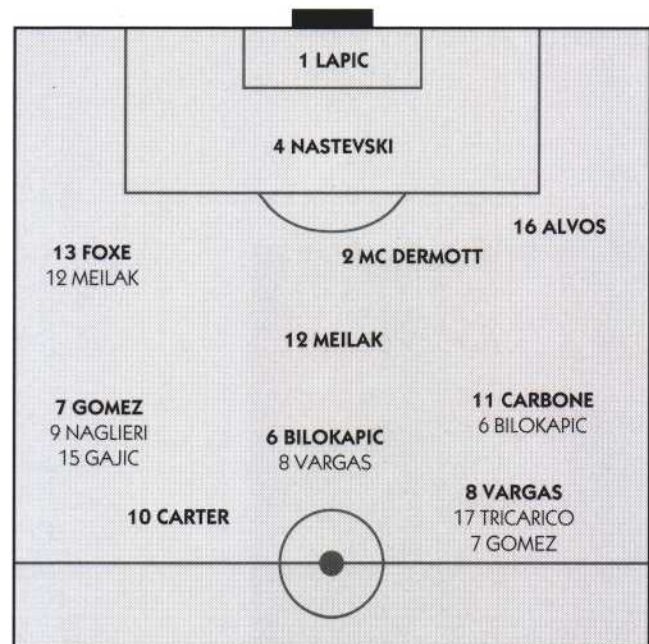 1 LAPIC
4 NASTEVSKI
16 ALVOS
13 FOXE
12 MEILAK
2 MC DERMOTT
12 MEILAK
7 GOMEZ
9 NAGLIERI
15 GAJIC
6 BILOKAPIC
8 VARGAS
11 CARBONE
6 BILOKAPIC
10 CARTER
8 VARGAS
17 TRICARICO
7 GOMEZ